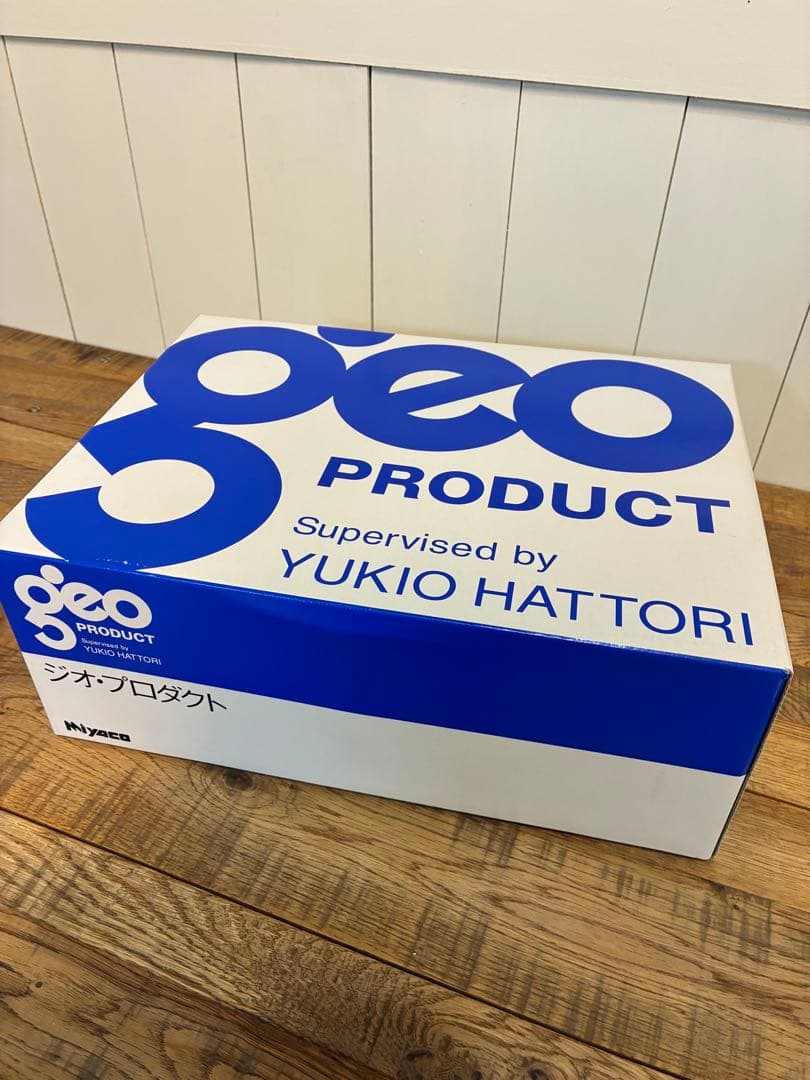 geo
PRODUCT
Supervised by
YUKIO HATTORI
geo
PRODUCT
Supervised by
YUKIO HATTORI
ジオ・プロダクト
Miyaco